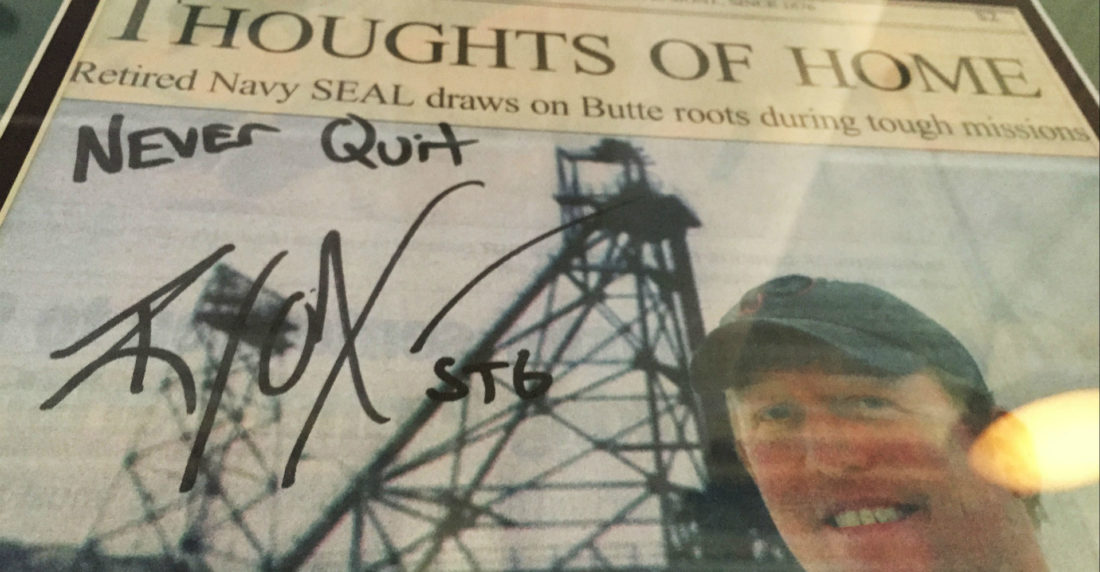 THOUGHTS OF HOME
Retired Navy SEAL draws on Butte roots during tough missions
NEVER QUIT
ST6